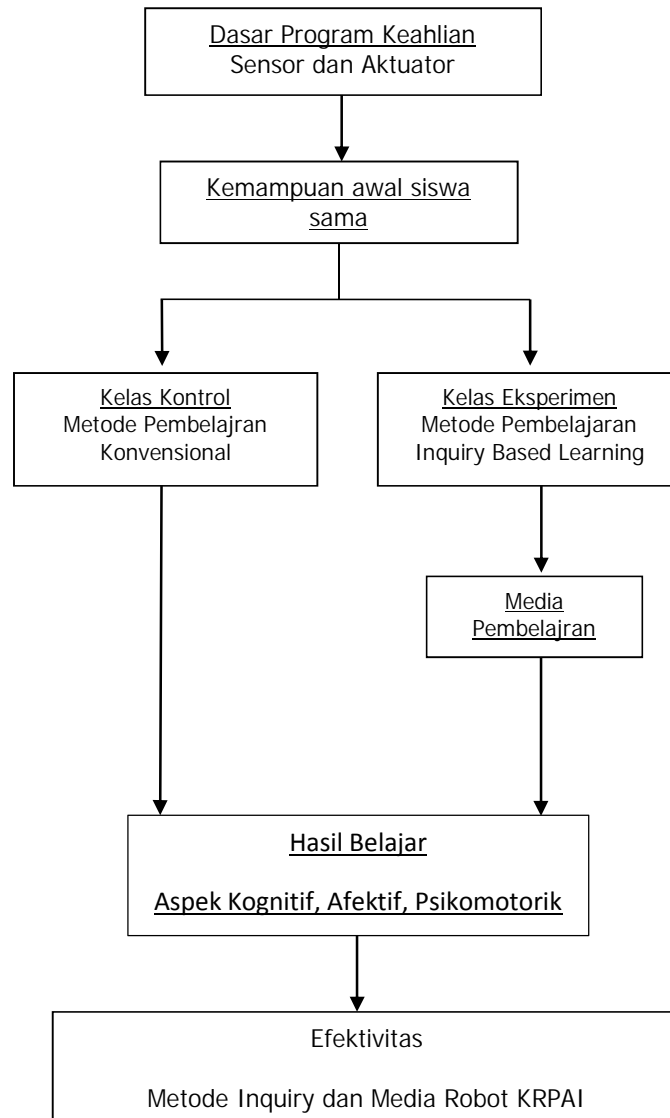 Dasar Program Keahlian
Sensor dan Aktuator
Kemampuan awal siswa
sama
Kelas Kontrol
Metode Pembelajran
Konvensional
Kelas Eksperimen
Metode Pembelajaran
Inquiry Based Learning
Media
Pembelajran
Hasil Belajar
Aspek Kognitif, Afektif, Psikomotorik
Efektivitas
Metode Inquiry dan Media Robot KRPAI